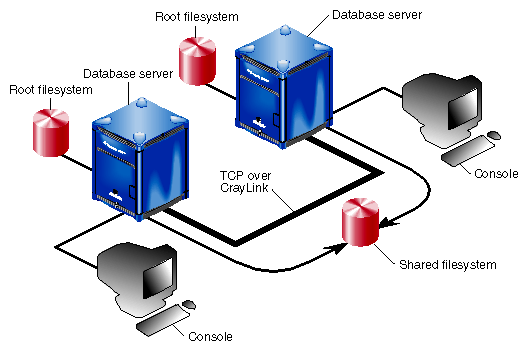 Database server
Root filesystem
Database server
Root filesystem
TCP over
CrayLink
Console
Shared filesystem
Console